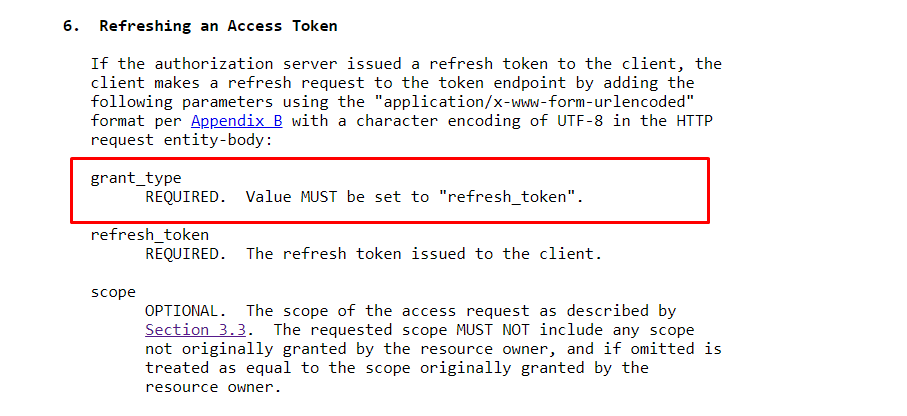 6. Refreshing an Access Token
If the authorization server issued a refresh token to the client, the
client makes a refresh request to the token endpoint by adding the
following parameters using the "application/x-www-form-urlencoded"
format per Appendix B with a character encoding of UTF-8 in the HTTP
request entity-body:
grant_type
REQUIRED. Value MUST be set to "refresh_token".
refresh_token
REQUIRED. The refresh token issued to the client.
scope
OPTIONAL. The scope of the access request as described by
Section 3.3. The requested scope MUST NOT include any scope
not originally granted by the resource owner, and if omitted is
treated as equal to the scope originally granted by the
resource owner.